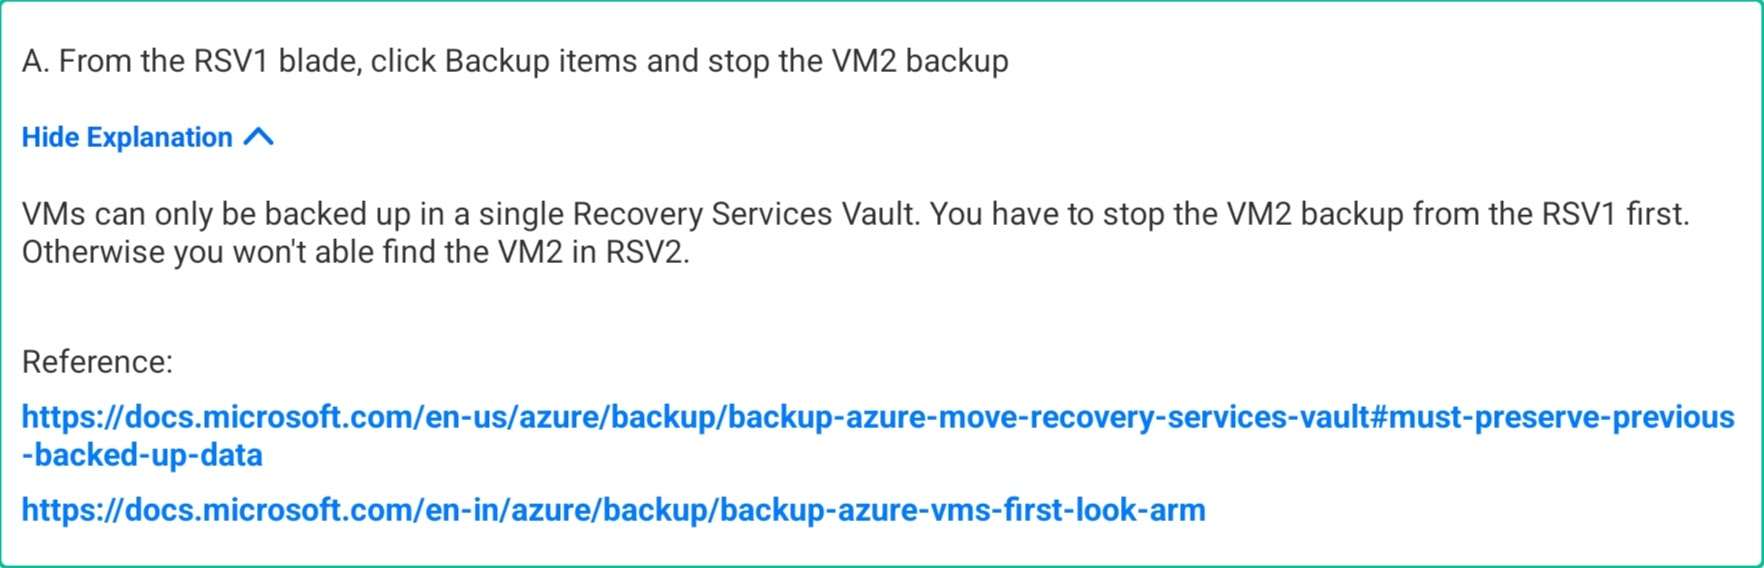 A. From the RSV1 blade, click Backup items and stop the VM2 backup
Hide Explanation
VMs can only be backed up in a single Recovery Services Vault. You have to stop the VM2 backup from the RSV1 first.
Otherwise you won't able find the VM2 in RSV2.
Reference:
https://docs.microsoft.com/en-us/azure/backup/backup-azure-move-recovery-services-vault#must-preserve-previous
-backed-up-data
https://docs.microsoft.com/en-in/azure/backup/backup-azure-vms-first-look-arm